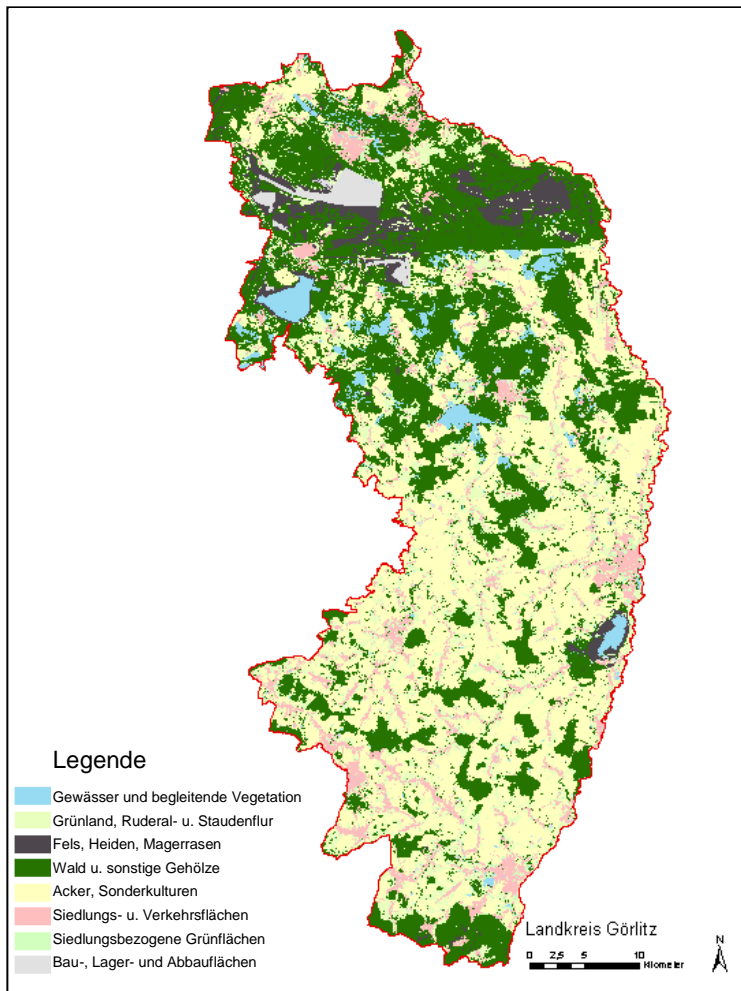 Legende
Gewässer und begleitende Vegetation
Grünland, Ruderal- u. Staudenflur
Fels, Heiden, Magerrasen
Wald u. sonstige Gehölze
Acker, Sonderkulturen
Siedlungs- u. Verkehrsflächen
Siedlungsbezogene Grünflächen
Bau-, Lager- und Abbauflächen
Landkreis Görlitz
0 2,5 5 10
Kilometer
N